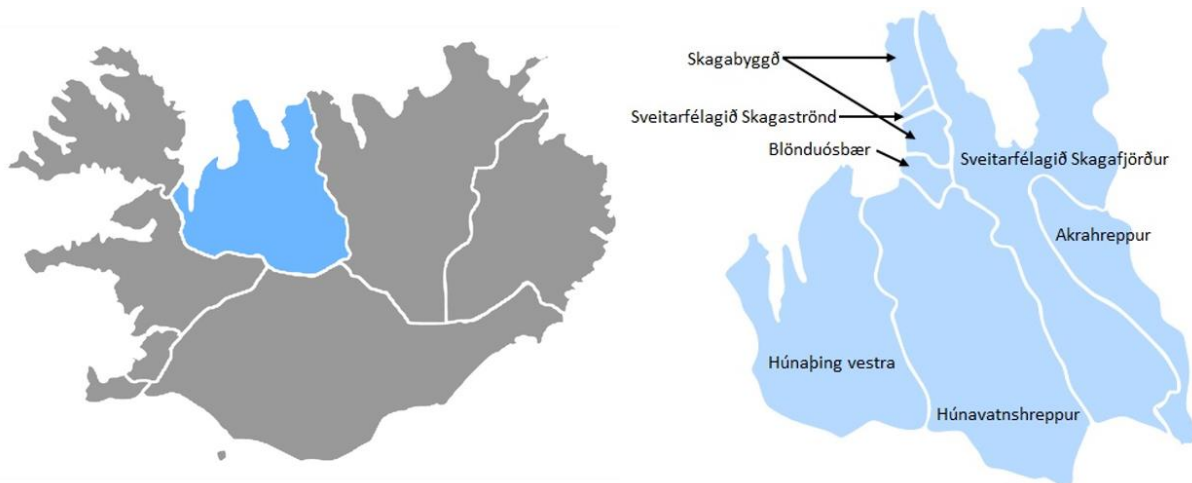 Skagabyggð
Sveitarfélagið Skagaströnd
Blönduósbær
Sveitarfélagið Skagafjörður
Akrahreppur
Húnaþing vestra
Húnavatnshreppur